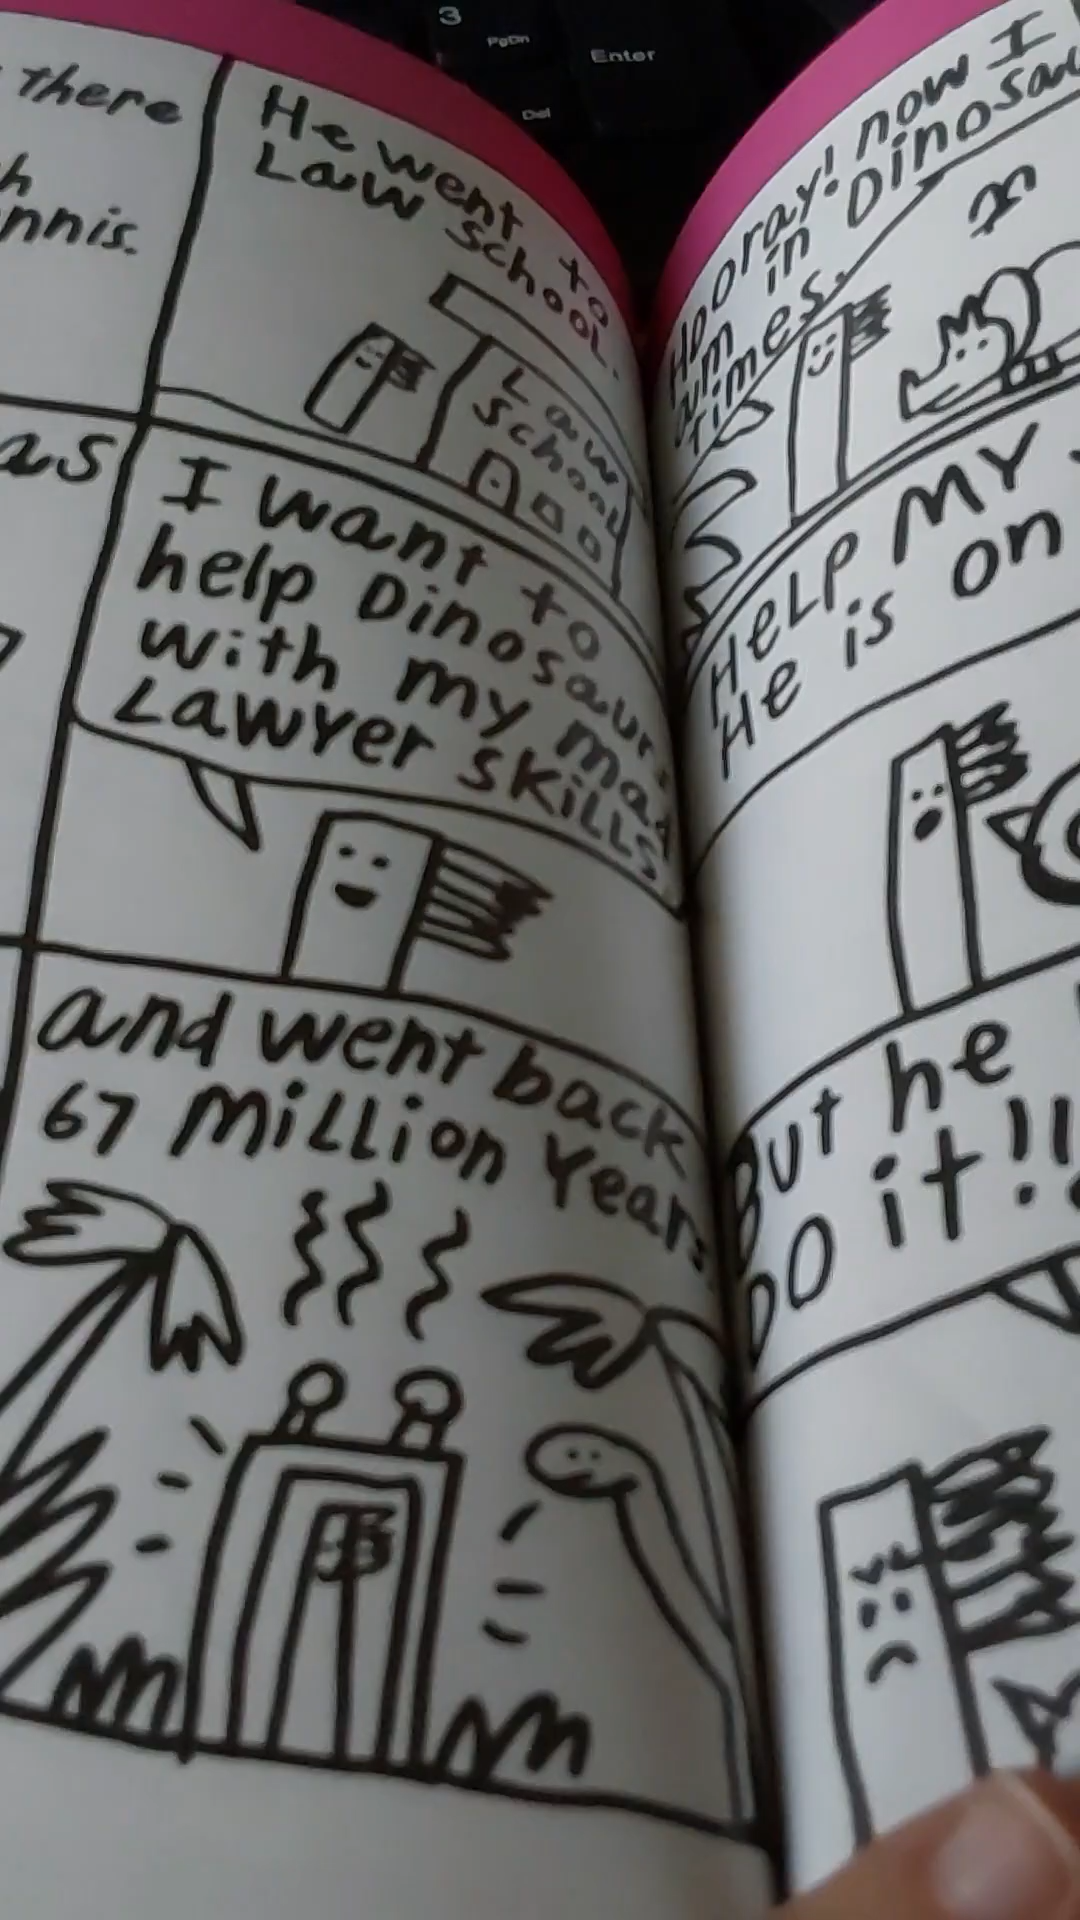 3
PgDn
Enter
Del
there
nnis.
as
He went to
Law School.
Law
School
I want to
help Dinosaurs
with my mad
Lawyer skills
and went back
67 Million Years
Hooray! now I
am in Dinosau
times.
HeLP MY
He is on
But he
DO it!!